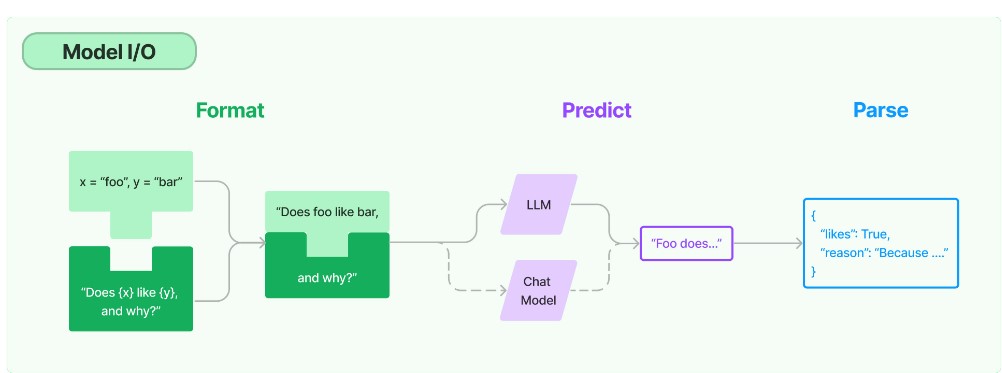 Model I/O
Format
Predict
Parse
x = “foo”, y = “bar”
“Does {x} like {y},
and why?”
“Does foo like bar,
and why?”
LLM
Chat
Model
“Foo does...”
{
“likes”: True,
“reason”: “Because ....”
}